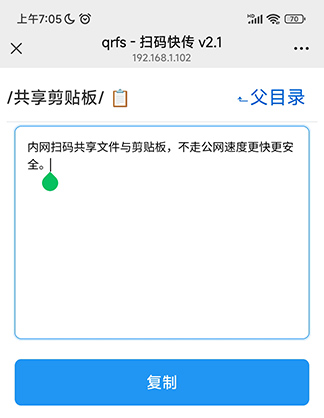 上午7:05
HD 70
qrfs - 扫码快传 v2.1
192.168.1.102
/共享剪贴板/ 父目录
内网扫码共享文件与剪贴板，不走公网速度更快更安
全。
复制